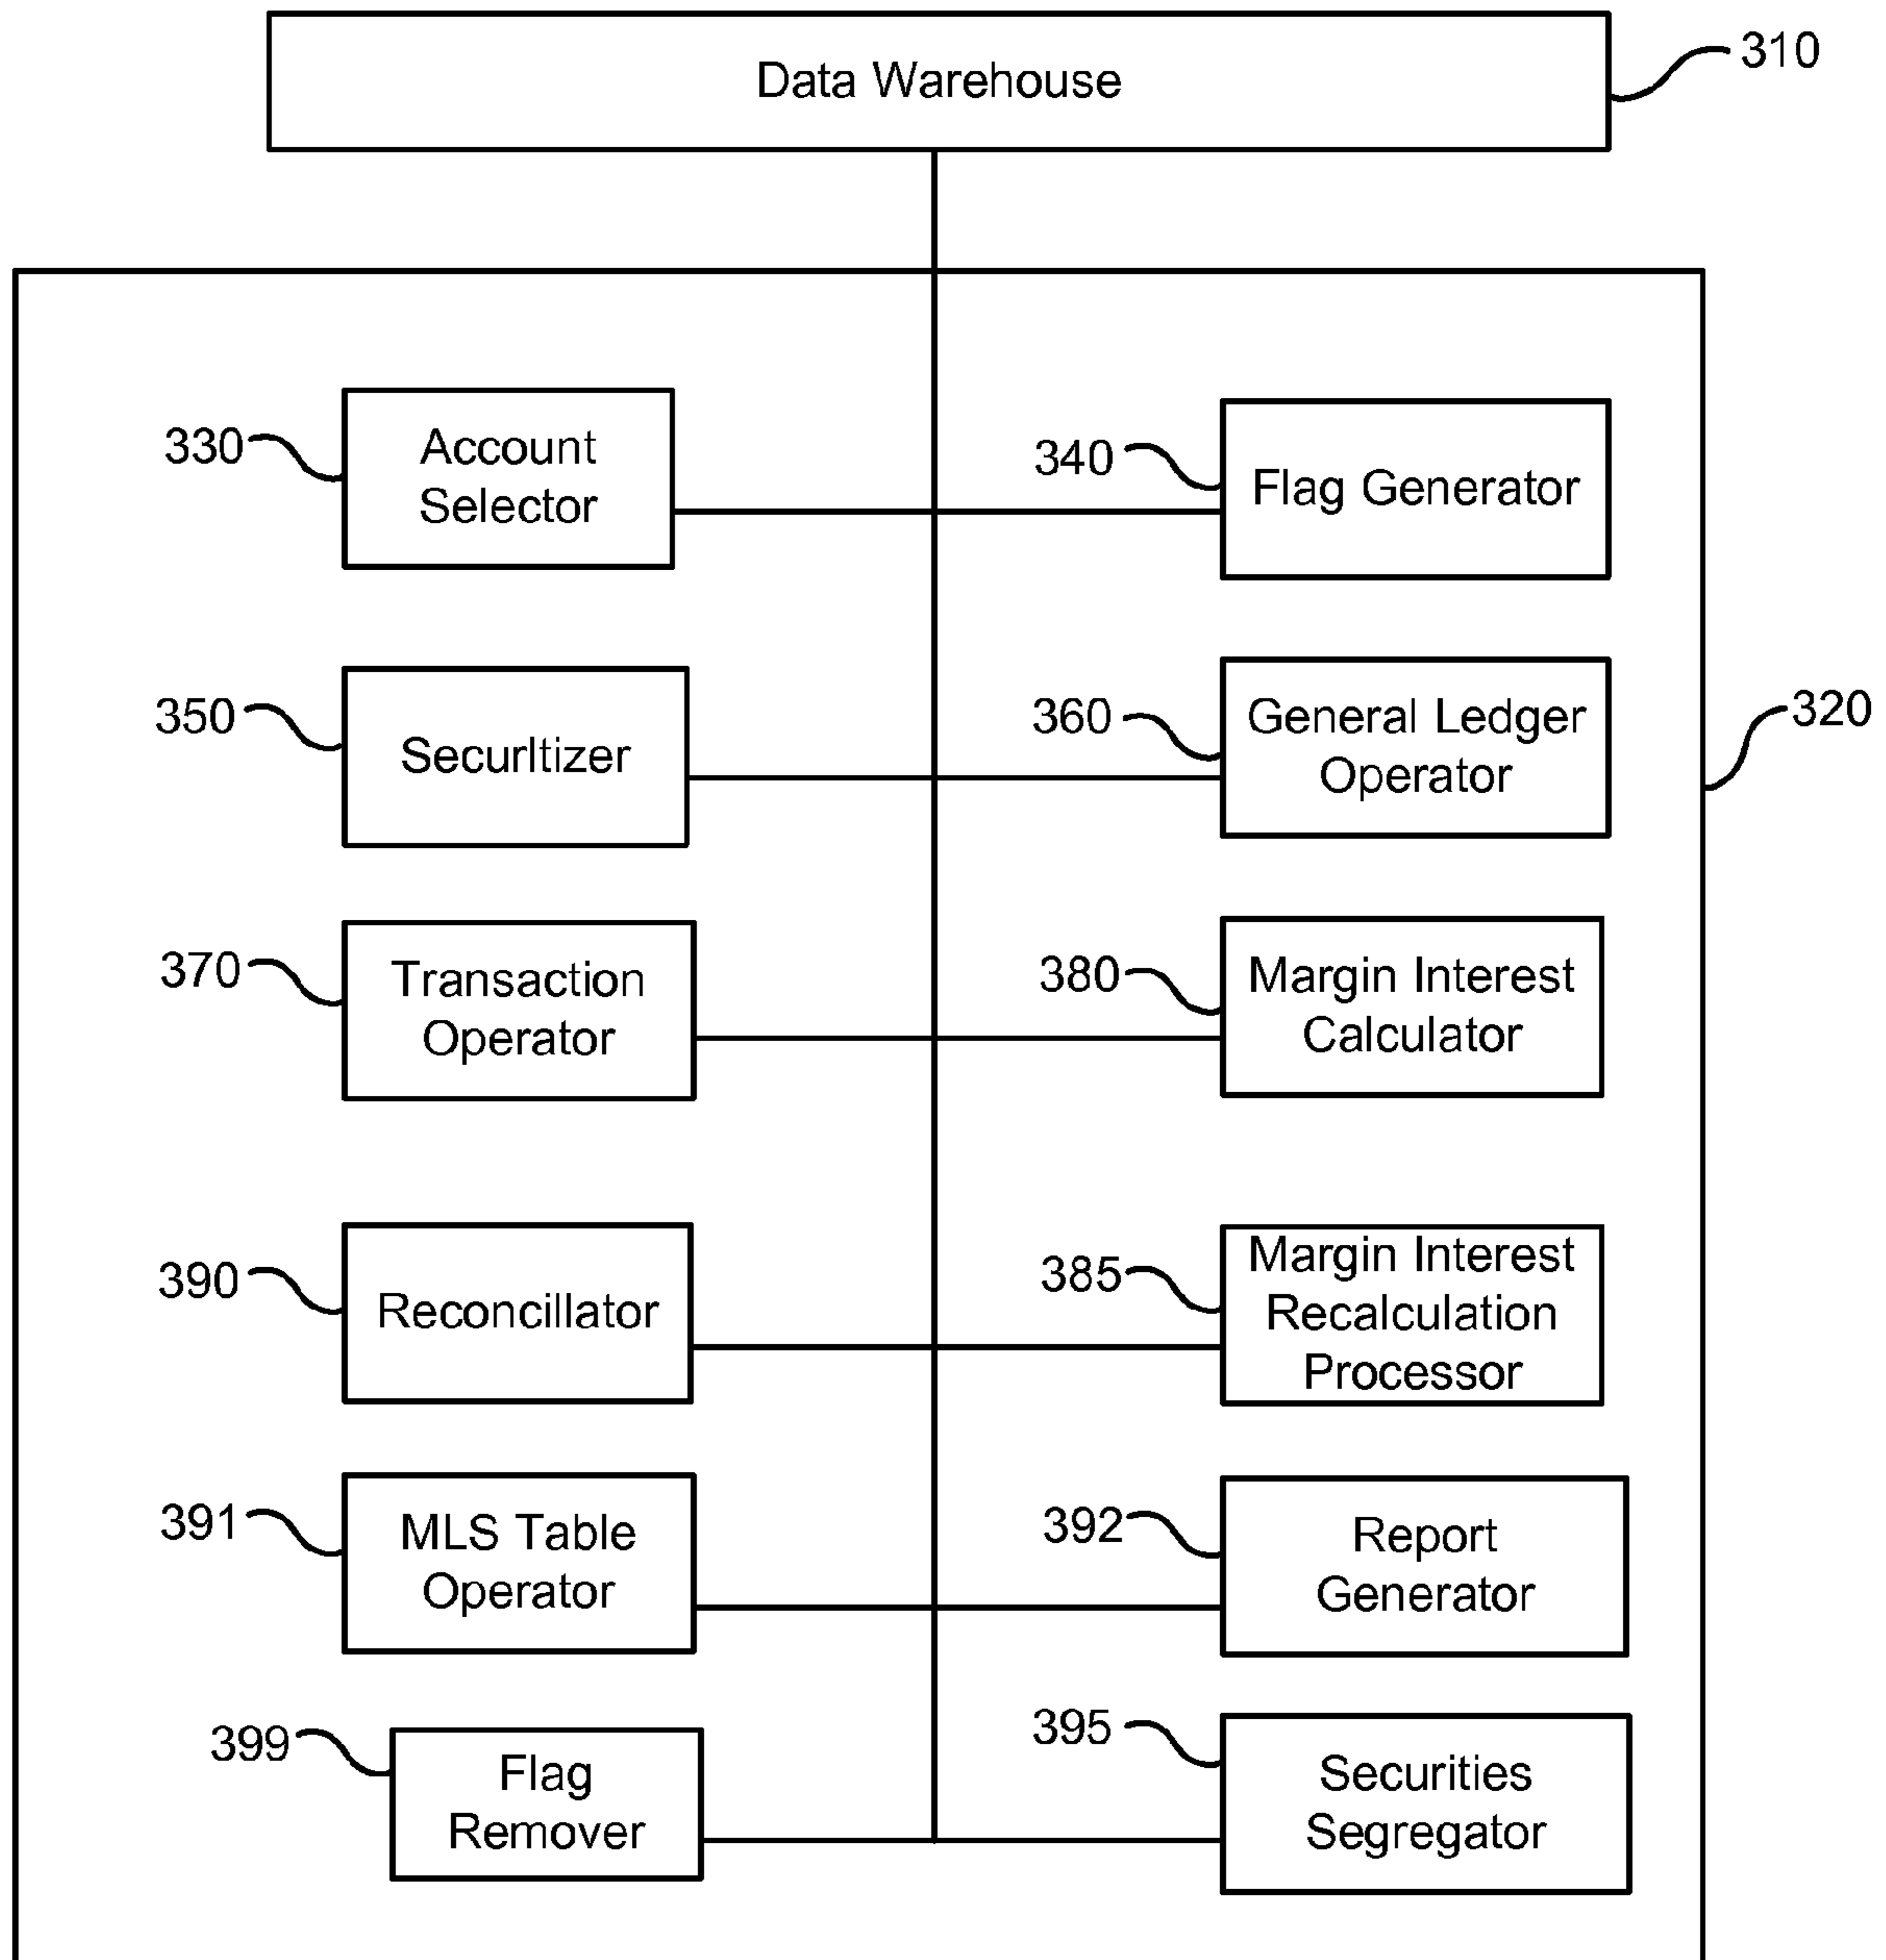 Data Warehouse
310
330
Account
Selector
340
Flag Generator
350
SecurItizer
360
General Ledger
Operator
320
370
Transaction
Operator
380
Margin Interest
Calculator
390
Reconcillator
385
Margin Interest
Recalculation
Processor
391
MLS Table
Operator
392
Report
Generator
399
Flag
Remover
395
Securities
Segregator